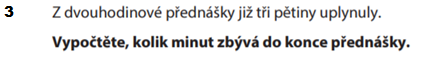 3 Z dvouhodinové přednášky již tři pětiny uplynuly.
Vypočtěte, kolik minut zbývá do konce přednášky.